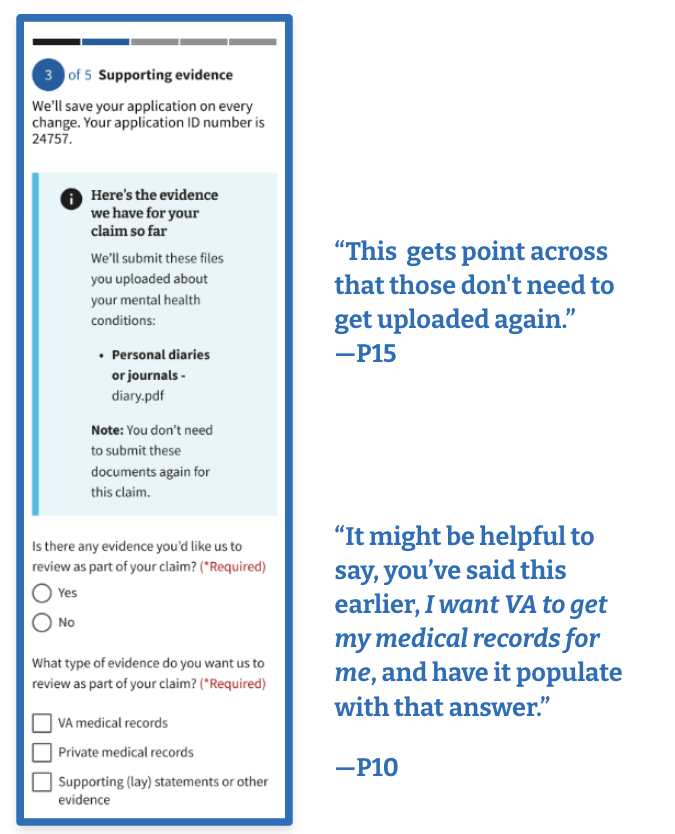 3 of 5 Supporting evidence
We’ll save your application on every
change. Your application ID number is
24757.
Here’s the evidence
we have for your
claim so far
We’ll submit these files
you uploaded about
your mental health
conditions:
• Personal diaries
or journals -
diary.pdf
Note: You don’t need
to submit these
documents again for
this claim.
Is there any evidence you’d like us to
review as part of your claim? (*Required)
Yes
No
What type of evidence do you want us to
review as part of your claim? (*Required)
VA medical records
Private medical records
Supporting (lay) statements or other
evidence
“This gets point across
that those don't need to
get uploaded again.”
—P15
“It might be helpful to
say, you’ve said this
earlier, I want VA to get
my medical records for
me, and have it populate
with that answer.”
—P10